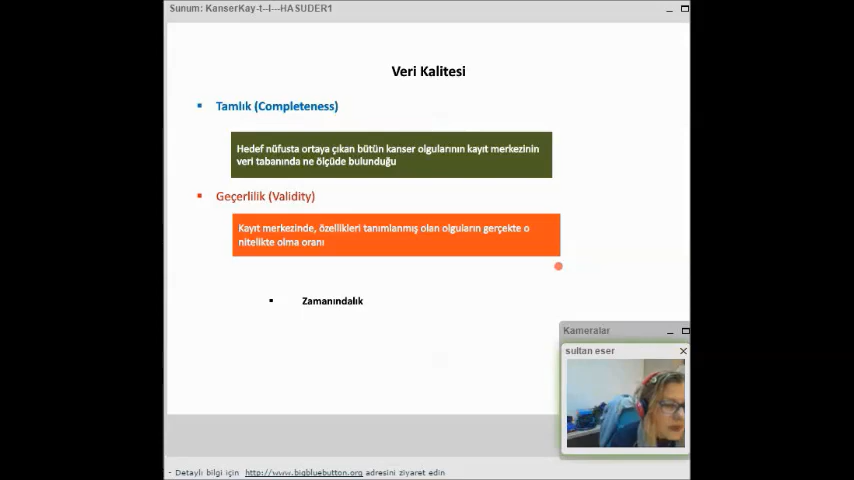 Sunum: KanserKay-t--I---HASUDER1
Veri Kalitesi
Tamlık (Completeness)
Hedef nüfusta ortaya çıkan bütün kanser olgularının kayıt merkezinin
veri tabanında ne ölçüde bulunduğu
Geçerlilik (Validity)
Kayıt merkezinde, özellikleri tanımlanmış olan olguların gerçekte o
nitelikte olma oranı
Zamanındalık
Kameralar
sultan eser
- Detaylı bilgi için http://www.bigbluebutton.org adresini ziyaret edin